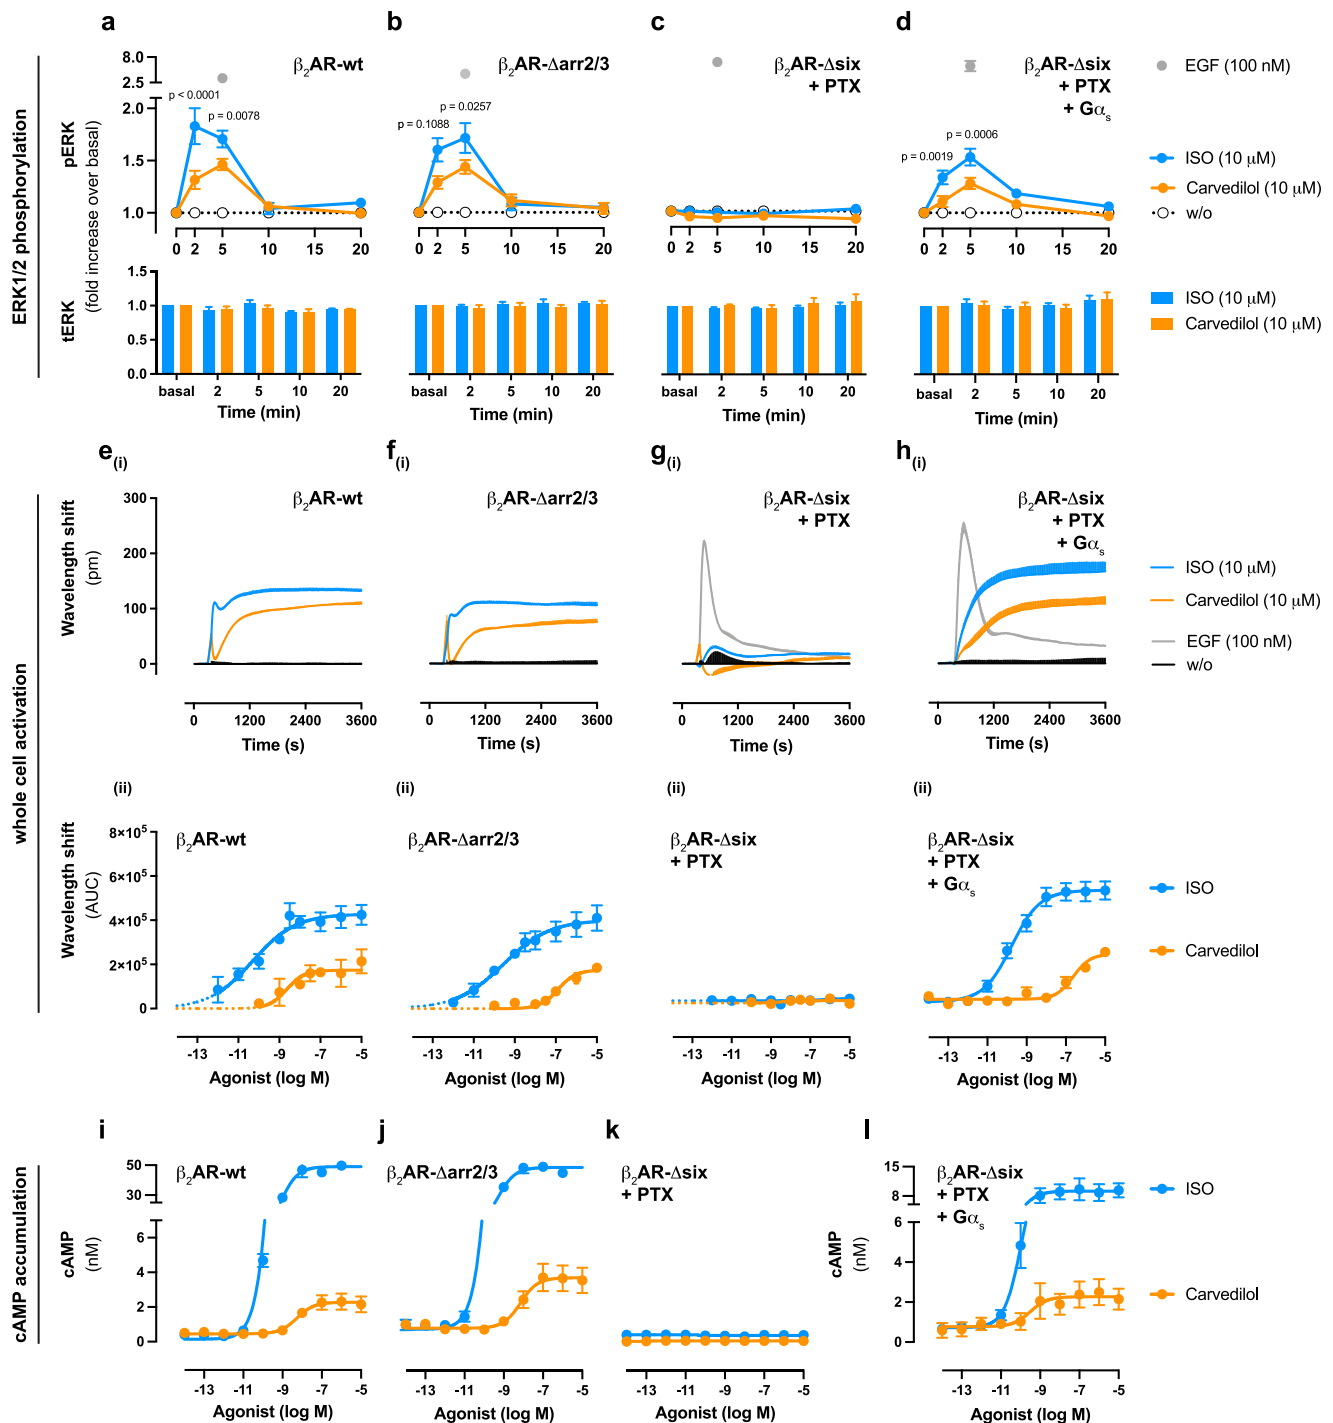 a
b
c
d
ERK1/2 phosphorylation
pERK
(fold increase over basal)
tERK
8.0
2.5
2.0
1.5
1.0
β₂AR-wt
p < 0.0001
p = 0.0078
0 2 5 10 15 20
β₂AR-Δarr2/3
p = 0.1088
p = 0.0257
0 2 5 10 15 20
β₂AR-Δsix
+ PTX
0 2 5 10 15 20
β₂AR-Δsix
+ PTX
+ Gαₛ
p = 0.0019
p = 0.0006
0 2 5 10 15 20
EGF (100 nM)
ISO (10 μM)
Carvedilol (10 μM)
w/o
1.5
1.0
0.5
0.0
basal 2 5 10 20
Time (min)
basal 2 5 10 20
Time (min)
basal 2 5 10 20
Time (min)
basal 2 5 10 20
Time (min)
ISO (10 μM)
Carvedilol (10 μM)
whole cell activation
e(i)
f(i)
g(i)
h(i)
Wavelength shift
(pm)
300
200
100
0
β₂AR-wt
β₂AR-Δarr2/3
β₂AR-Δsix
+ PTX
β₂AR-Δsix
+ PTX
+ Gαₛ
ISO (10 μM)
Carvedilol (10 μM)
EGF (100 nM)
w/o
0 1200 2400 3600
Time (s)
0 1200 2400 3600
Time (s)
0 1200 2400 3600
Time (s)
0 1200 2400 3600
Time (s)
(ii)
(ii)
(ii)
(ii)
Wavelength shift
(AUC)
8×10⁵
6×10⁵
4×10⁵
2×10⁵
0
β₂AR-wt
β₂AR-Δarr2/3
β₂AR-Δsix
+ PTX
β₂AR-Δsix
+ PTX
+ Gαₛ
ISO
Carvedilol
-13 -11 -9 -7 -5
Agonist (log M)
-13 -11 -9 -7 -5
Agonist (log M)
-13 -11 -9 -7 -5
Agonist (log M)
-13 -11 -9 -7 -5
Agonist (log M)
cAMP accumulation
i
j
k
l
cAMP
(nM)
50
30
6
4
2
0
β₂AR-wt
β₂AR-Δarr2/3
β₂AR-Δsix
+ PTX
cAMP
(nM)
15
8
6
4
2
0
β₂AR-Δsix
+ PTX
+ Gαₛ
ISO
Carvedilol
-13 -11 -9 -7 -5
Agonist (log M)
-13 -11 -9 -7 -5
Agonist (log M)
-13 -11 -9 -7 -5
Agonist (log M)
-13 -11 -9 -7 -5
Agonist (log M)